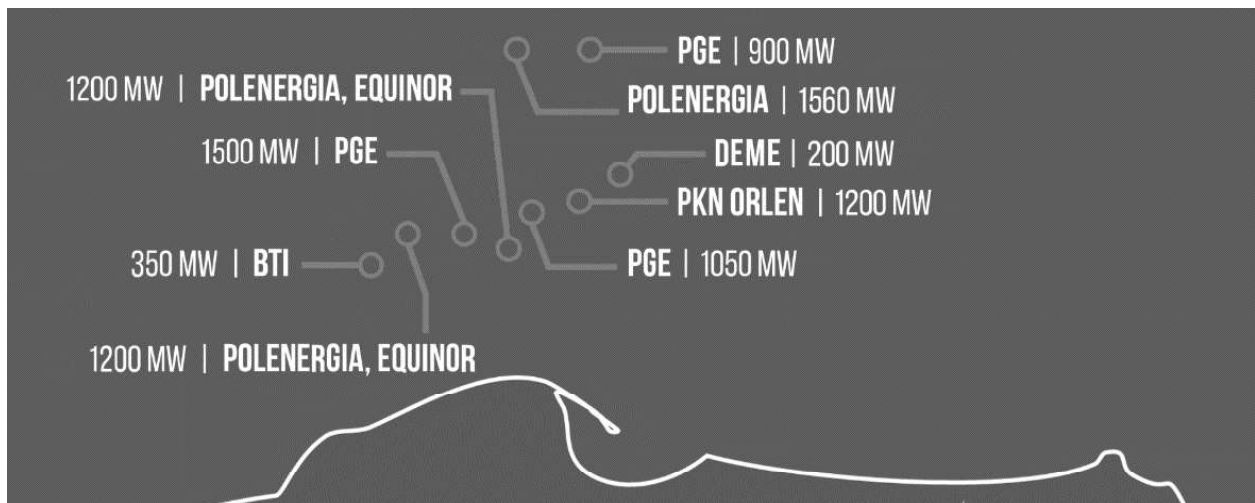 PGE | 900 MW
1200 MW | POLENERGIA, EQUINOR
POLENERGIA | 1560 MW
1500 MW | PGE
DEME | 200 MW
PKN ORLEN | 1200 MW
350 MW | BTI
PGE | 1050 MW
1200 MW | POLENERGIA, EQUINOR